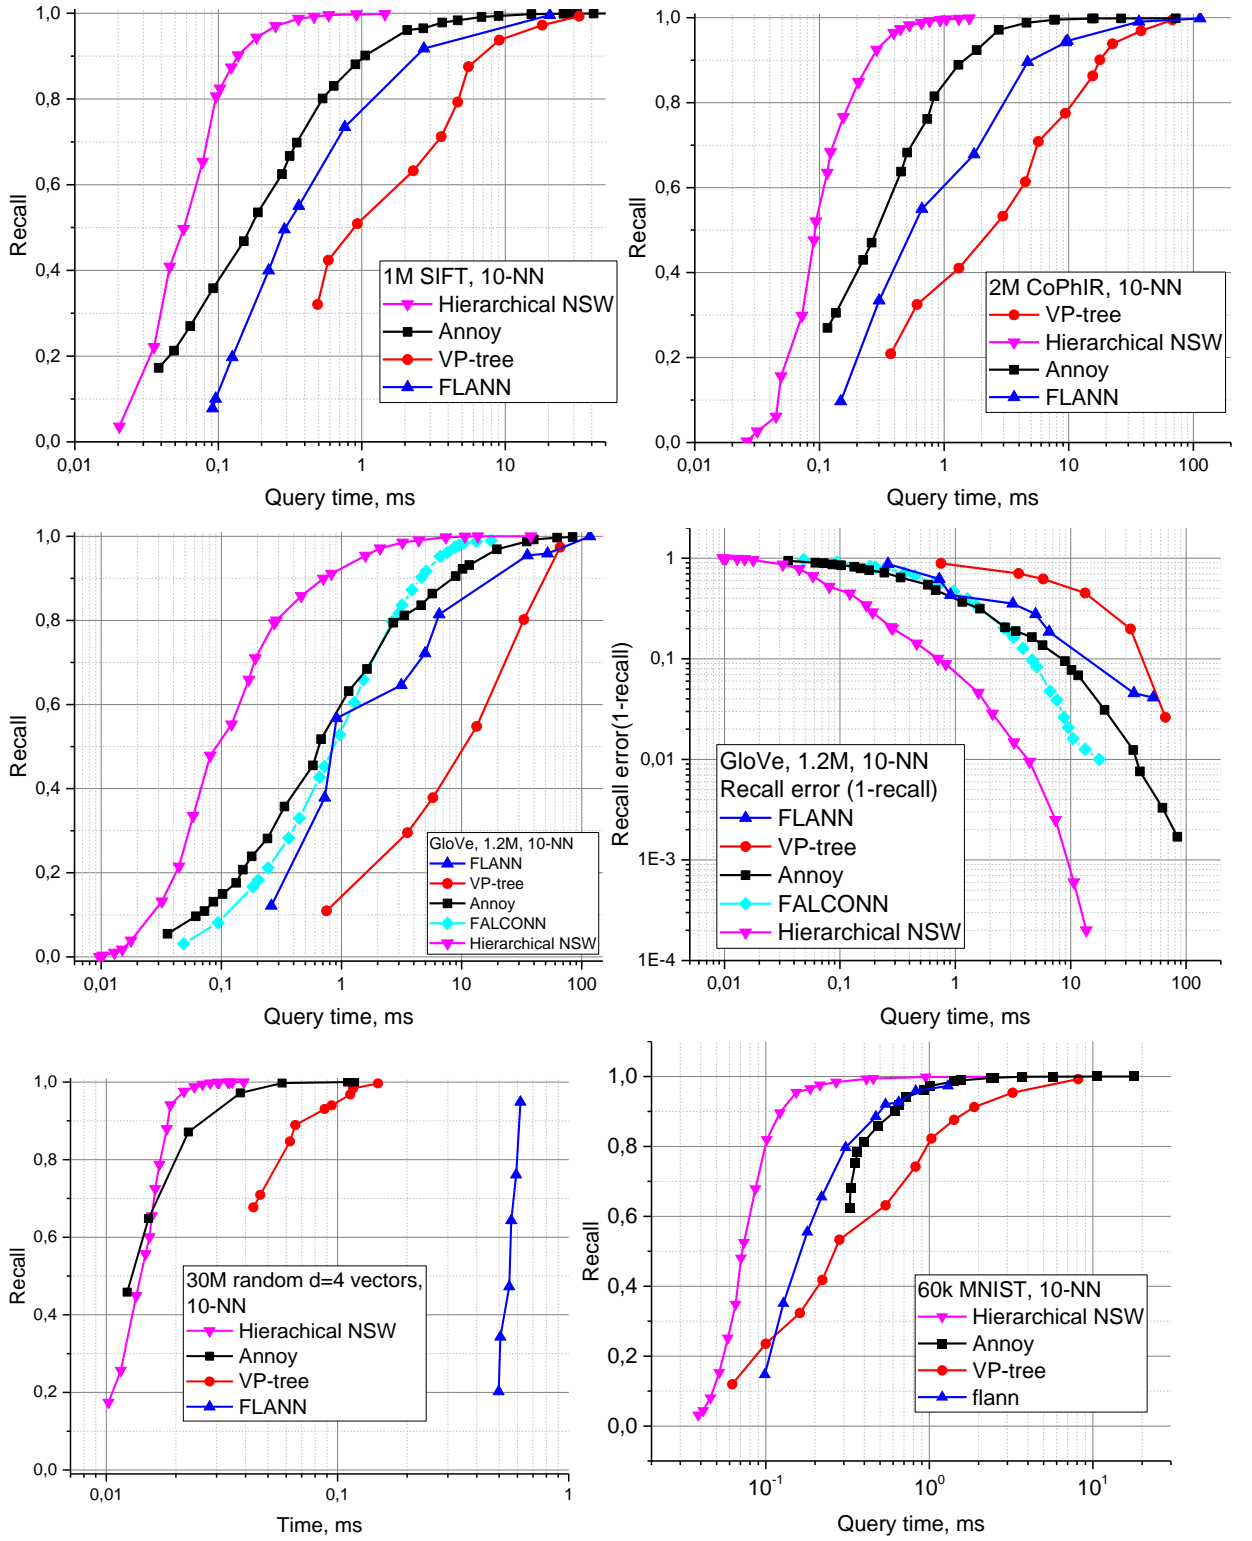 1,0
0,8
0,6
0,4
0,2
0,0
Recall
0,01
0,1
1
10
Query time, ms
1M SIFT, 10-NN
Hierarchical NSW
Annoy
VP-tree
FLANN
1,0
0,8
0,6
0,4
0,2
0,0
Recall
0,01
0,1
1
10
100
Query time, ms
2M CoPhIR, 10-NN
VP-tree
Hierarchical NSW
Annoy
FLANN
1,0
0,8
0,6
0,4
0,2
0,0
Recall
0,01
0,1
1
10
100
Query time, ms
GloVe, 1.2M, 10-NN
FLANN
VP-tree
Annoy
FALCONN
Hierarchical NSW
1
0,1
0,01
1E-3
1E-4
Recall error(1-recall)
0,01
0,1
1
10
100
Query time, ms
GloVe, 1.2M, 10-NN
Recall error (1-recall)
FLANN
VP-tree
Annoy
FALCONN
Hierarchical NSW
1,0
0,8
0,6
0,4
0,2
0,0
Recall
0,01
0,1
1
Time, ms
30M random d=4 vectors,
10-NN
Hierachical NSW
Annoy
VP-tree
FLANN
1,0
0,8
0,6
0,4
0,2
0,0
Recall
10⁻¹
10⁰
10¹
Query time, ms
60k MNIST, 10-NN
Hierarchical NSW
Annoy
VP-tree
flann